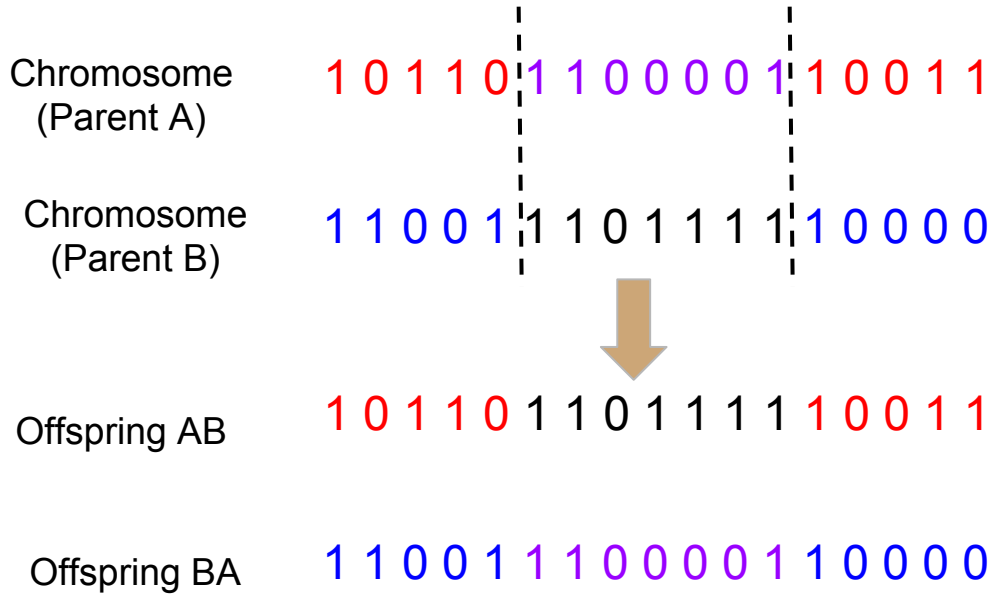 Chromosome
(Parent A)
1 0 1 1 0 1 1 0 0 0 0 1 1 0 0 1 1
Chromosome
(Parent B)
1 1 0 0 1 1 1 0 1 1 1 1 1 0 0 0 0
Offspring AB
1 0 1 1 0 1 1 0 1 1 1 1 1 0 0 1 1
Offspring BA
1 1 0 0 1 1 1 0 0 0 0 1 1 0 0 0 0